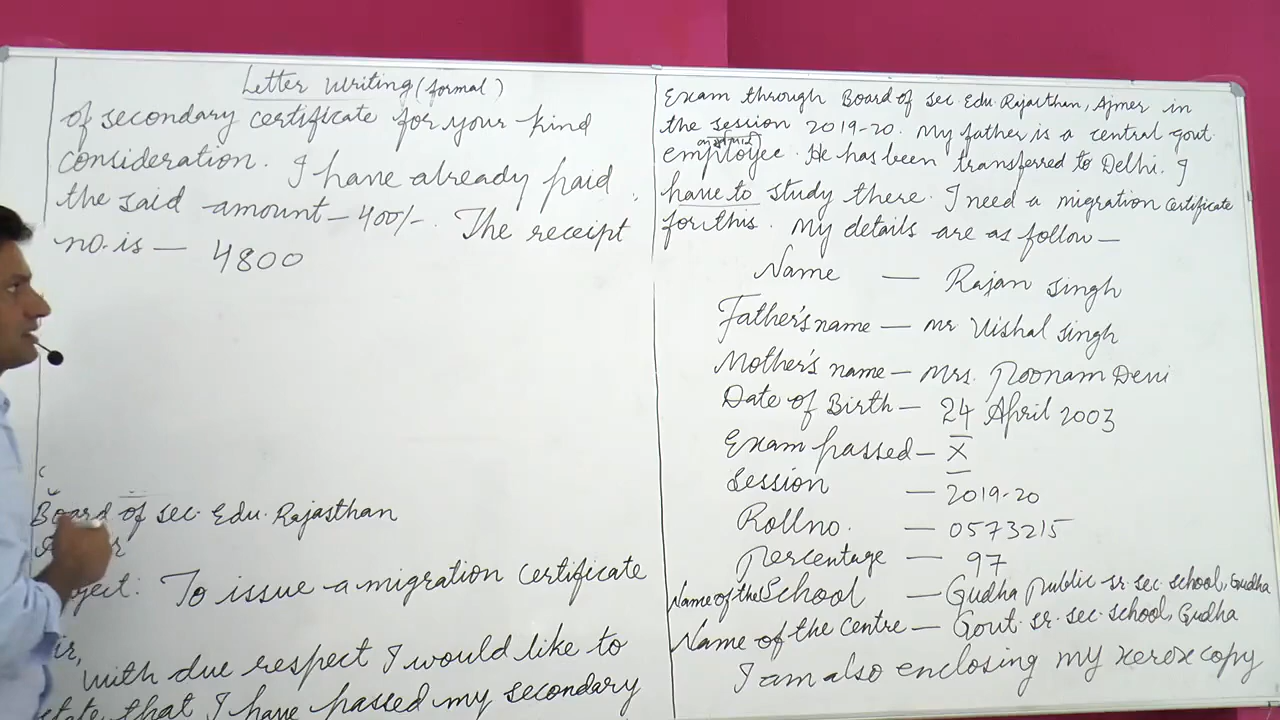 Letter Writing (formal)
of secondary certificate for your kind
consideration. I have already paid
the said amount – 400/-. The receipt
no. is — 4800
Board of sec. Edu. Rajasthan
To issue a migration certificate
with due respect I would like to
state that I have passed my secondary
Exam through Board of sec Edu. Rajasthan, Ajmer in
the session 2019-20. My father is a central govt.
employee. He has been transferred to Delhi. I
have to study there. I need a migration certificate
for this. My details are as follow —
Name — Rajan Singh
Father's name — Mr Vishal Singh
Mother's name — Mrs. Poonam Devi
Date of Birth — 24 April 2003
Exam passed — X
Session — 2019-20
Roll no. — 0573215
Percentage — 97
Name of the School — Gudha Public sr. sec. school, Gudha
Name of the Centre — Govt. sr. sec. school, Gudha
I am also enclosing my xerox copy